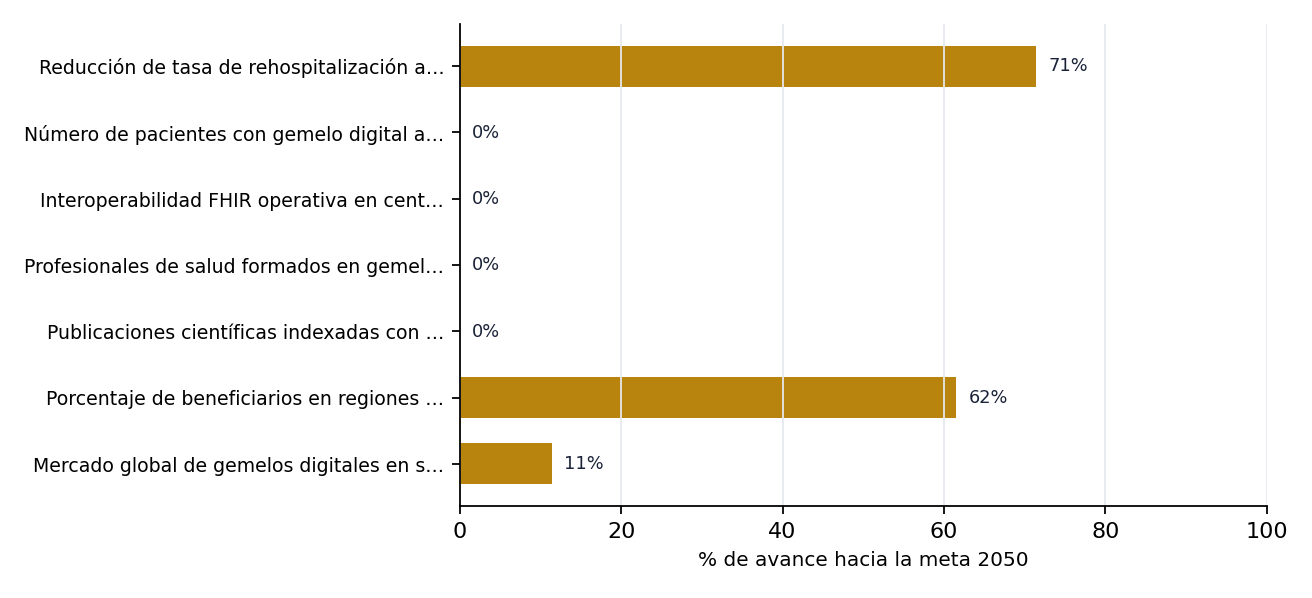 Reducción de tasa de rehospitalización a… 71%
Número de pacientes con gemelo digital a… 0%
Interoperabilidad FHIR operativa en cent… 0%
Profesionales de salud formados en gemel… 0%
Publicaciones científicas indexadas con … 0%
Porcentaje de beneficiarios en regiones … 62%
Mercado global de gemelos digitales en s… 11%
0 20 40 60 80 100
% de avance hacia la meta 2050